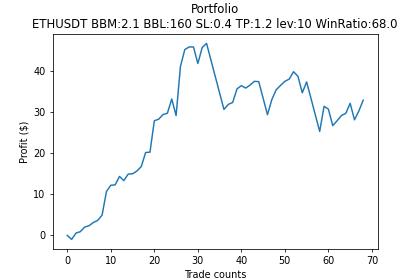 Portfolio
ETHUSDT BBM:2.1 BBL:160 SL:0.4 TP:1.2 lev:10 WinRatio:68.0
40
30
20
10
0
Profit ($)
0 10 20 30 40 50 60 70
Trade counts